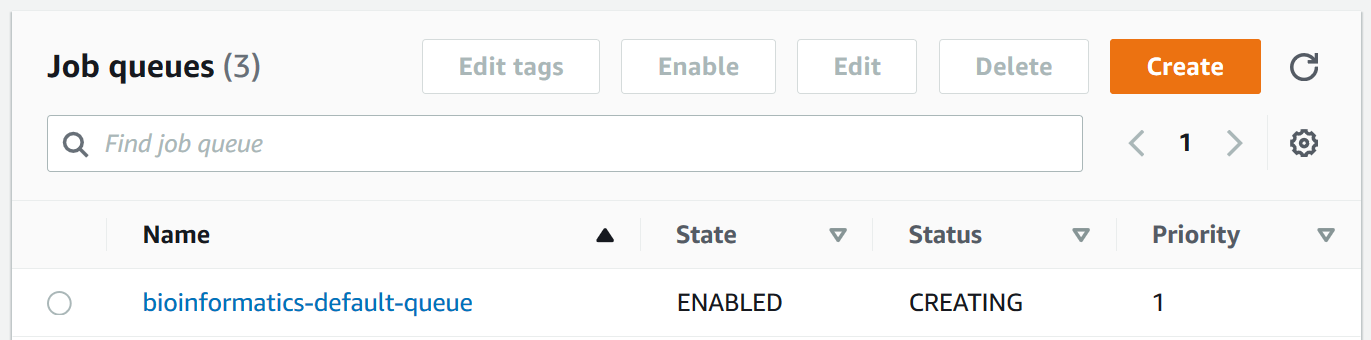 Job queues (3) Edit tags Enable Edit Delete Create
Find job queue 1
Name State Status Priority
bioinformatics-default-queue ENABLED CREATING 1